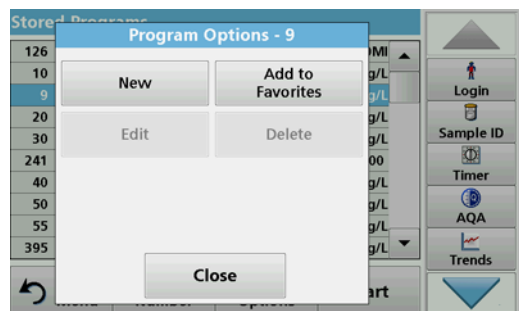 Stored Programs
Program Options - 9
126
10
9
20
30
241
40
50
55
395
New
Add to
Favorites
Edit
Delete
Close
g/L
g/L
g/L
g/L
00
g/L
g/L
g/L
g/L
Login
Sample ID
Timer
AQA
Trends